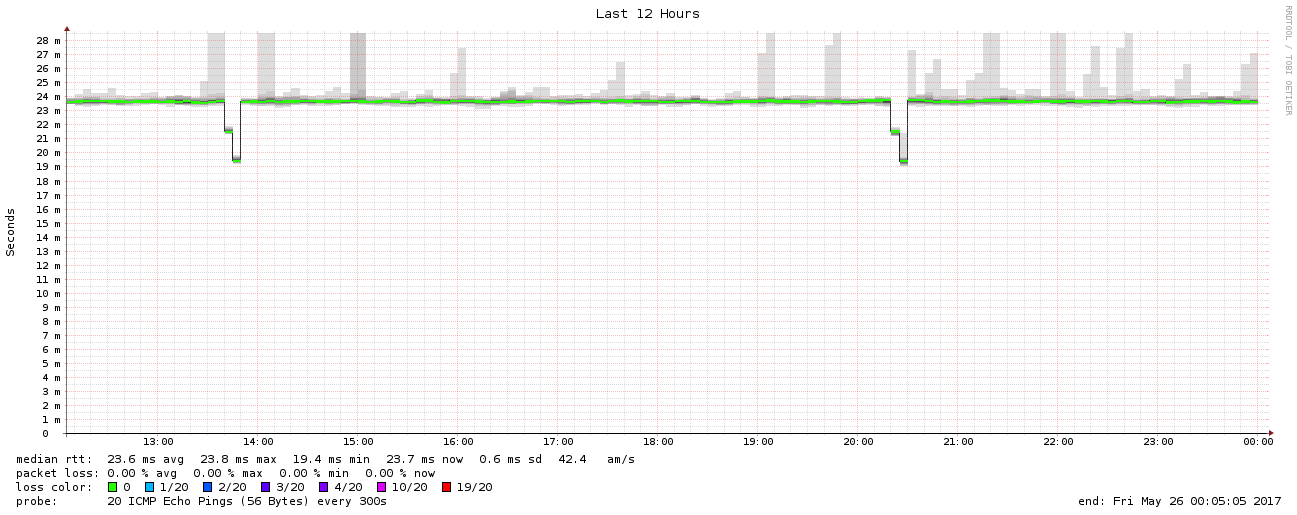 Last 12 Hours
RRDTOOL / TOBI OETIKER
Seconds
28 m
27 m
26 m
25 m
24 m
23 m
22 m
21 m
20 m
19 m
18 m
17 m
16 m
15 m
14 m
13 m
12 m
11 m
10 m
9 m
8 m
7 m
6 m
5 m
4 m
3 m
2 m
1 m
0
13:00 14:00 15:00 16:00 17:00 18:00 19:00 20:00 21:00 22:00 23:00 00:00
median rtt: 23.6 ms avg 23.8 ms max 19.4 ms min 23.7 ms now 0.6 ms sd 42.4 am/s
packet loss: 0.00 % avg 0.00 % max 0.00 % min 0.00 % now
loss color: 0 1/20 2/20 3/20 4/20 10/20 19/20
probe: 20 ICMP Echo Pings (56 Bytes) every 300s
end: Fri May 26 00:05:05 2017